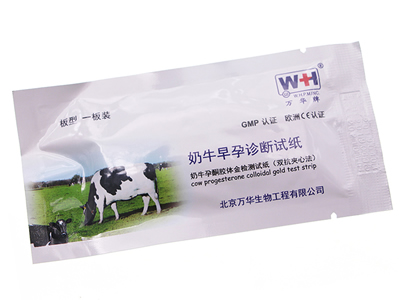 W+H®
万华牌
板型 一板装
GMP 认证 欧洲CE认证
奶牛早孕诊断试纸
奶牛孕酮胶体金检测试纸(双抗夹心法)
cow progesterone colloidal gold test strip
北京万华生物工程有限公司